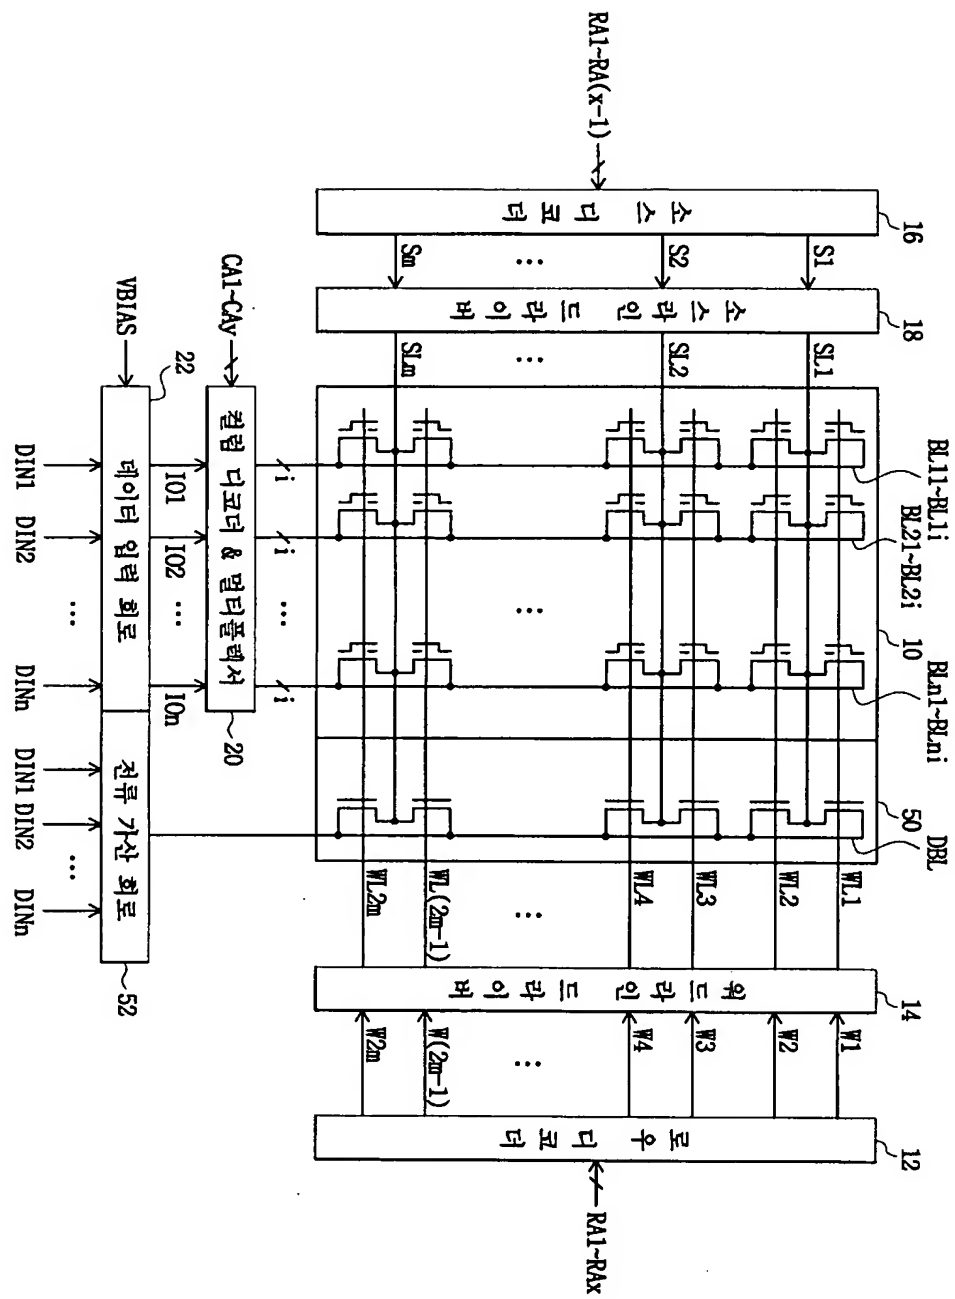 RA1~RA(x-1)
소스 디코더
16
S1
S2
...
Sm
소스라인 드라이버
18
SL1
SL2
...
SLm
CA1~CAy
VBIAS
22
데이터 입력 회로
컬럼 디코더 & 멀티플렉서
20
DIN1
DIN2
...
DINn
IO1
IO2
...
IOn
i
i
...
i
BL11~BL1i
BL21~BL2i
...
10
BLn1~BLni
50
DBL
DIN1
DIN2
...
DINn
전류 가산 회로
52
WL1
WL2
WL3
WL4
...
WL(2m-1)
WL2m
워드라인 드라이버
14
W1
W2
W3
W4
...
W(2m-1)
W2m
로우 디코더
12
RA1~RAx